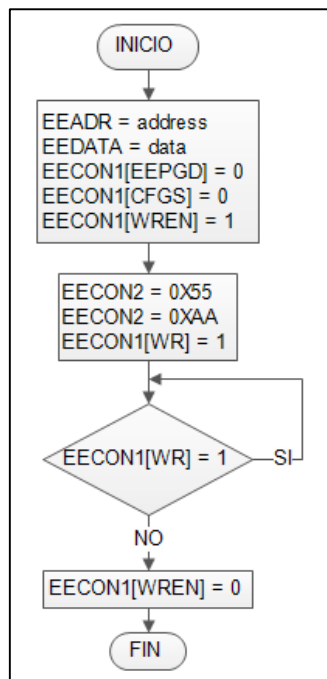 INICIO
EEADR = address
EEDATA = data
EECON1[EEPGD] = 0
EECON1[CFGS] = 0
EECON1[WREN] = 1
EECON2 = 0X55
EECON2 = 0XAA
EECON1[WR] = 1
EECON1[WR] = 1
SI
NO
EECON1[WREN] = 0
FIN